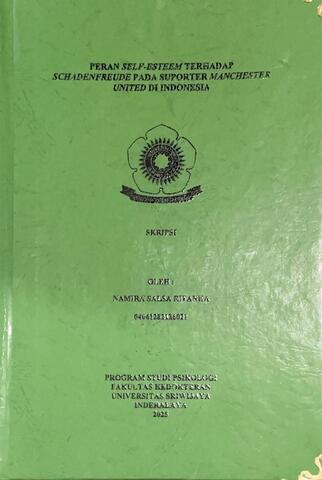 PERAN SELF-ESTEEM TERHADAP
SCHADENFREUDE PADA SUPORTER MANCHESTER
UNITED DI INDONESIA
SKRIPSI
OLEH :
NAMIRA SALSA
PROGRAM STUDI PSIKOLOGI
FAKULTAS KEDOKTERAN
UNIVERSITAS SRIWIJAYA
INDERALAYA
2025